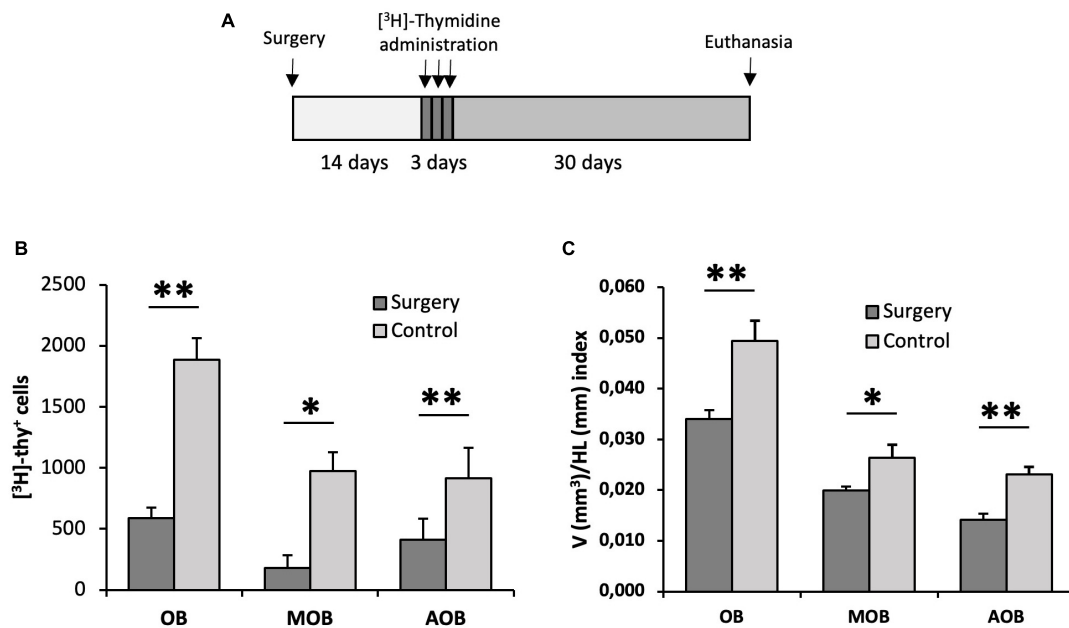 A
Surgery
[³H]-Thymidine
administration
Euthanasia
14 days
3 days
30 days
B
2500
2000
1500
1000
500
0
[³H]-thy⁺ cells
**
*
**
Surgery
Control
OB
MOB
AOB
C
0,060
0,050
0,040
0,030
0,020
0,010
0,000
V (mm³)/HL (mm) index
**
*
**
Surgery
Control
OB
MOB
AOB